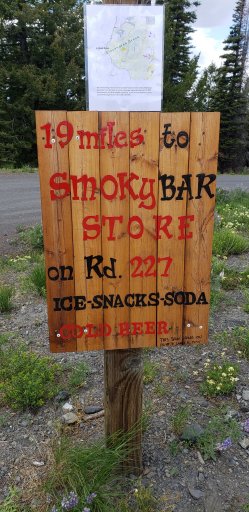 19 miles to
SMOKY BAR
STORE
on Rd. 227
ICE-SNACKS-SODA
COLD BEER